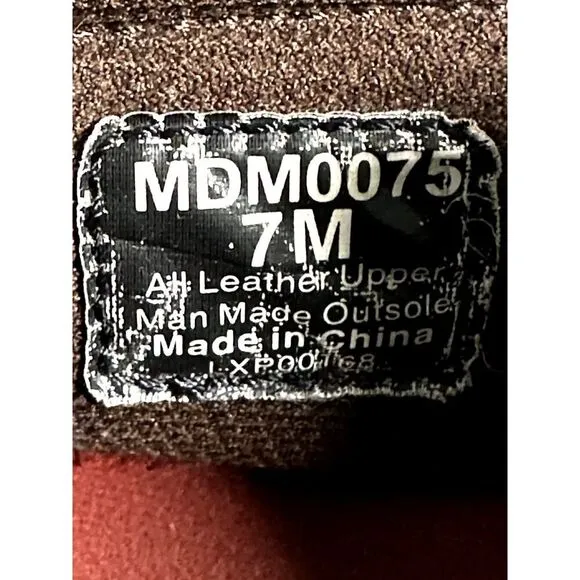 MDM0075
7M
All Leather Upper
Man Made Outsole
Made in China